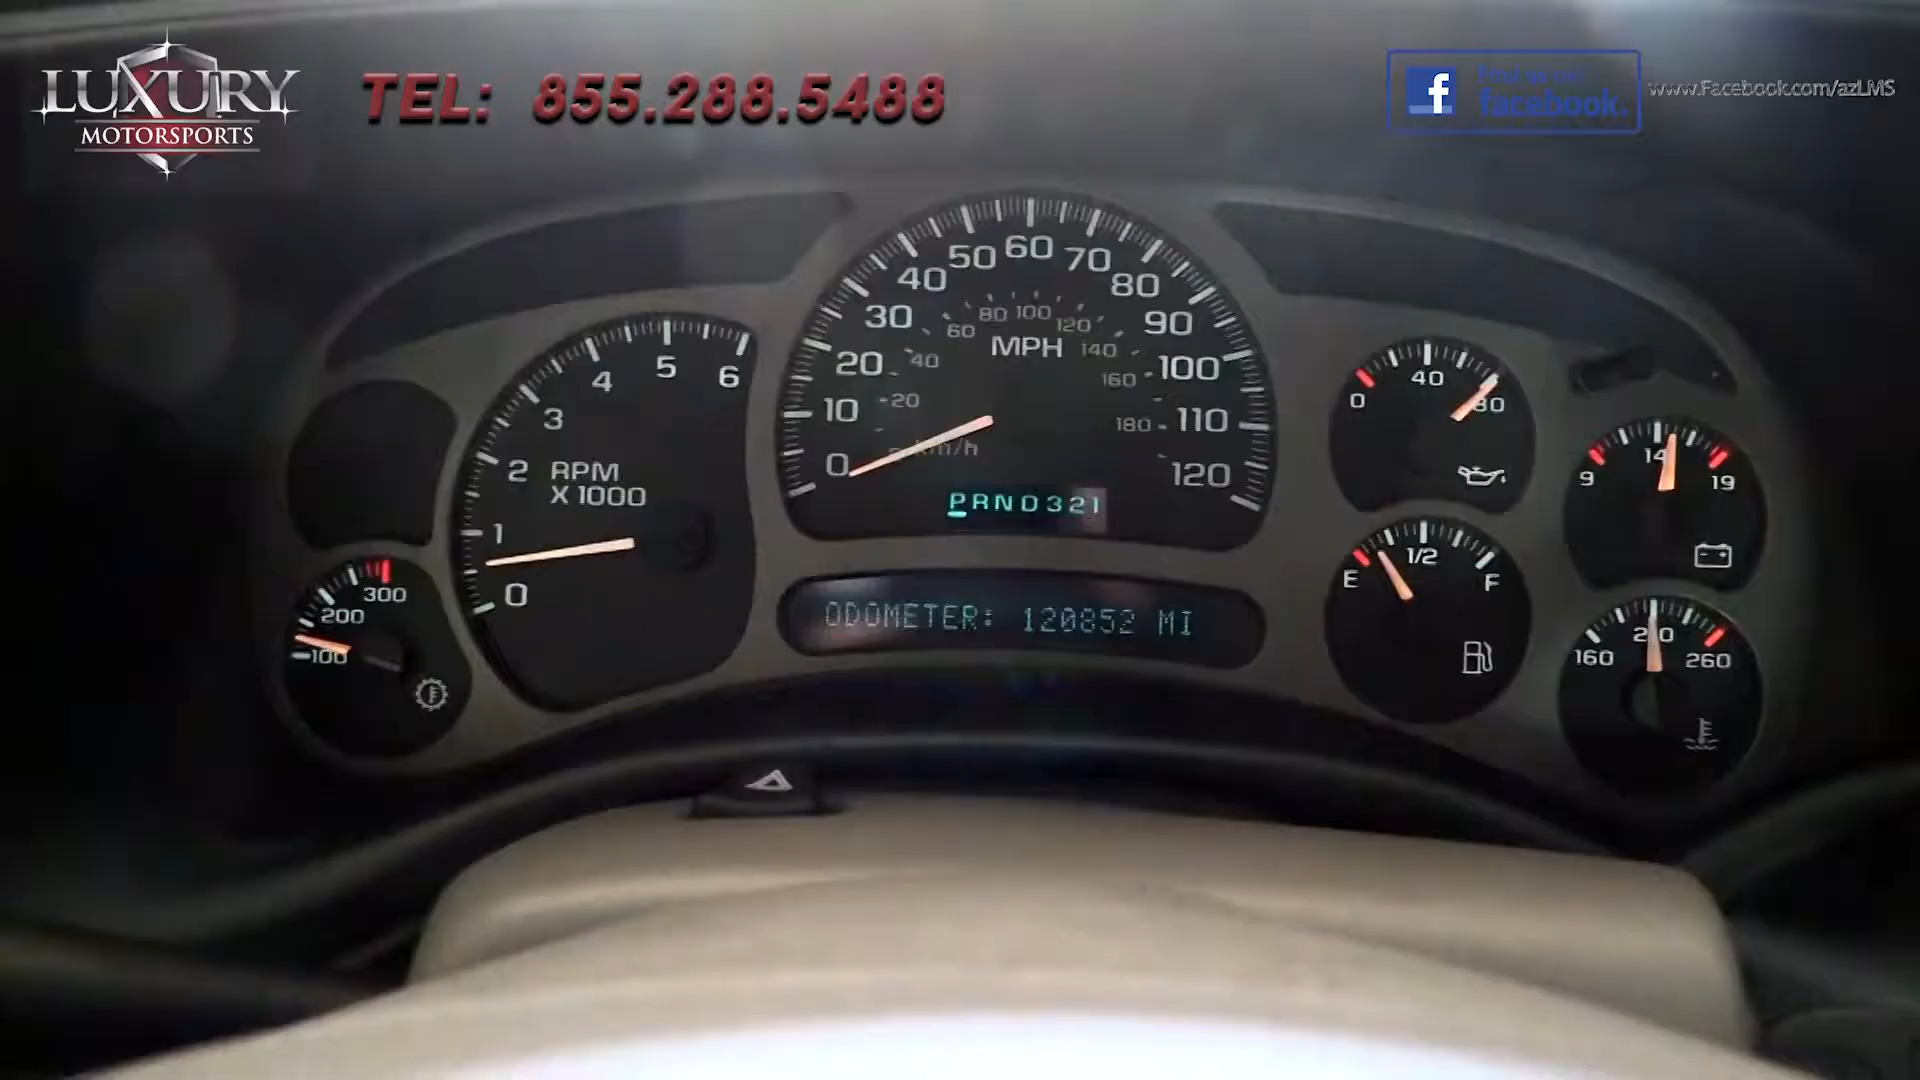 LUXURY
MOTORSPORTS
TEL: 855.288.5488
f
Find us on:
facebook.
www.Facebook.com/azLMS
0 10 20 30 40 50 60 70 80 90 100 110 120
20 40 60 80 100 120 140 160 180
MPH
km/h
PRND321
0 1 2 3 4 5 6
RPM
X 1000
100 200 300
ODOMETER: 120852 MI
0 40 80
9 14 19
E 1/2 F
160 210 260